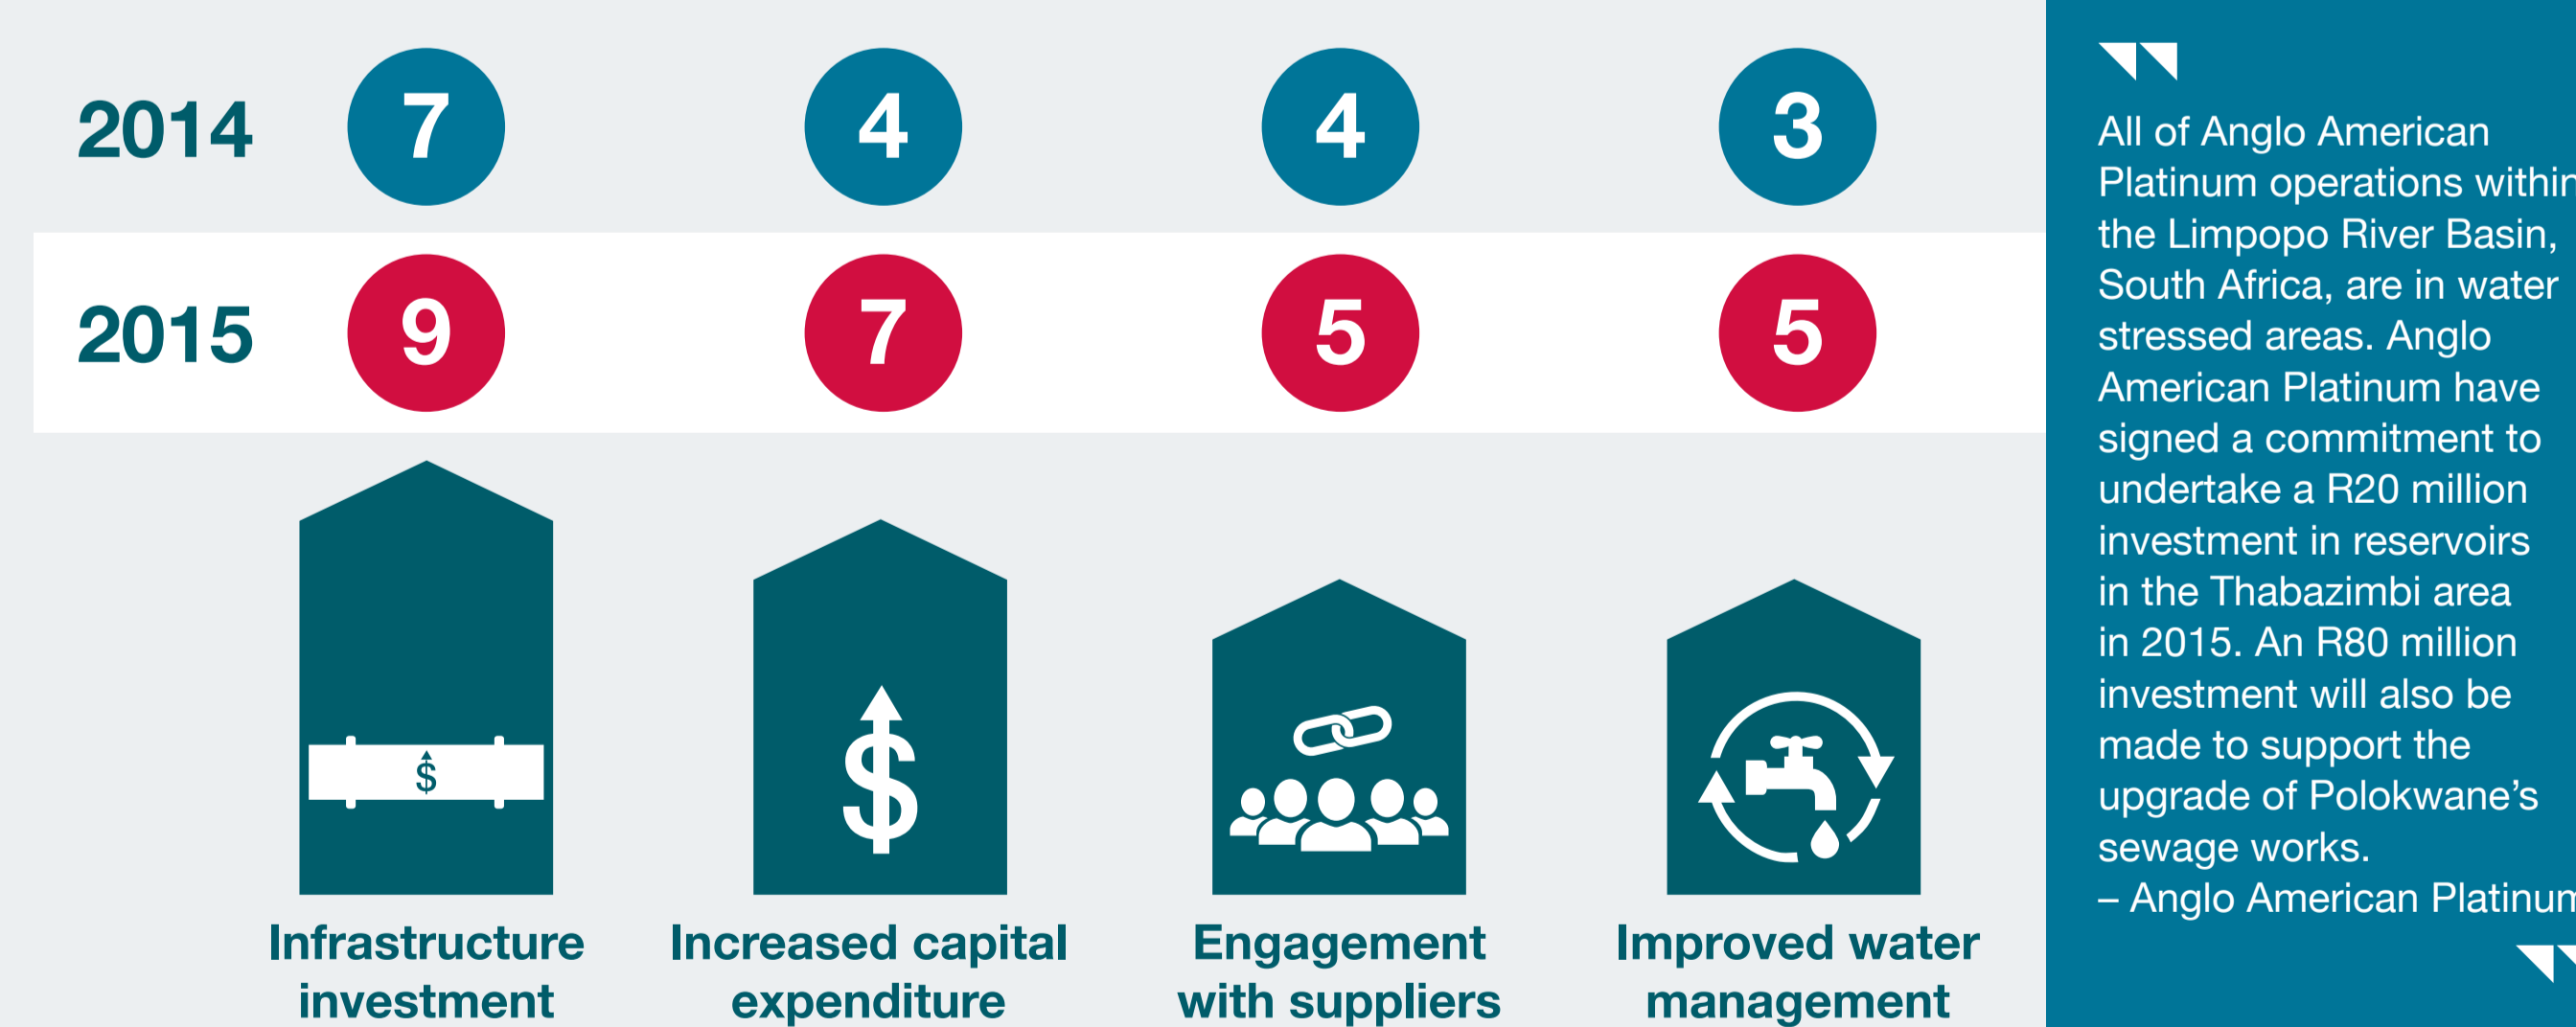 2014 7 4 4 3
2015 9 7 5 5
$
$
Infrastructure
investment
Increased capital
expenditure
Engagement
with suppliers
Improved water
management
All of Anglo American
Platinum operations within
the Limpopo River Basin,
South Africa, are in water
stressed areas. Anglo
American Platinum have
signed a commitment to
undertake a R20 million
investment in reservoirs
in the Thabazimbi area
in 2015. An R80 million
investment will also be
made to support the
upgrade of Polokwane’s
sewage works.
– Anglo American Platinum